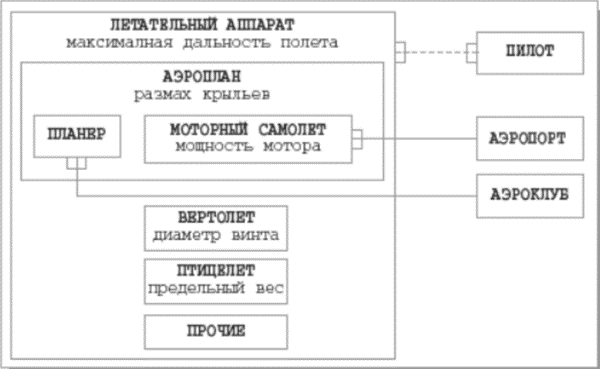 ЛЕТАТЕЛЬНЫЙ АППАРАТ
максималная дальность полета
ПИЛОТ
АЭРОПЛАН
размах крыльев
ПЛАНЕР
МОТОРНЫЙ САМОЛЕТ
мощность мотора
АЭРОПОРТ
АЭРОКЛУБ
ВЕРТОЛЕТ
диаметр винта
ПТИЦЕЛЕТ
предельный вес
ПРОЧИЕ